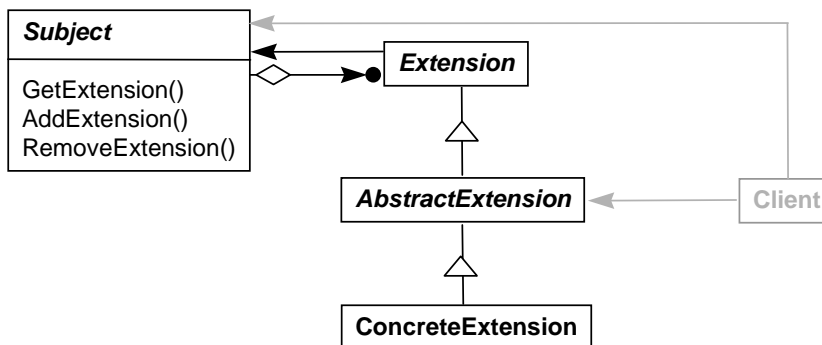 Subject
GetExtension()
AddExtension()
RemoveExtension()
Extension
AbstractExtension
Client
ConcreteExtension